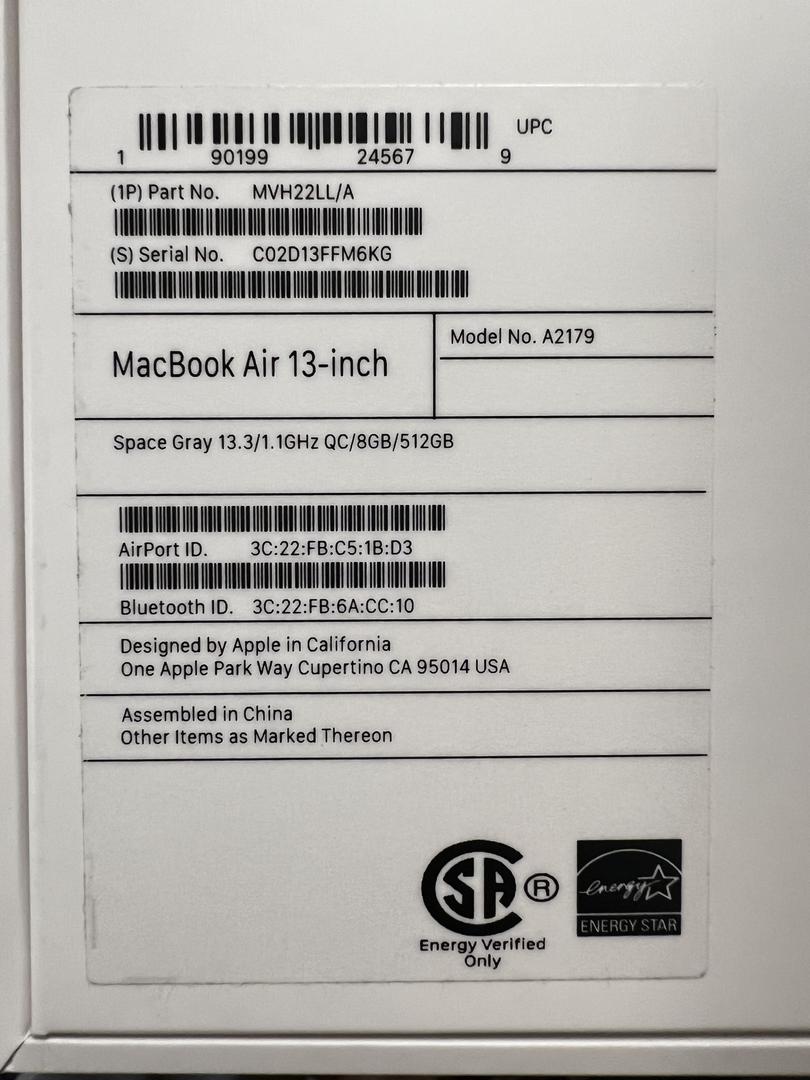 UPC
1 90199 24567 9
(1P) Part No. MVH22LL/A
(S) Serial No. C02D13FFM6KG
MacBook Air 13-inch
Model No. A2179
Space Gray 13.3/1.1GHz QC/8GB/512GB
AirPort ID. 3C:22:FB:C5:1B:D3
Bluetooth ID. 3C:22:FB:6A:CC:10
Designed by Apple in California
One Apple Park Way Cupertino CA 95014 USA
Assembled in China
Other Items as Marked Thereon
SA ®
Energy Verified
Only
energy
ENERGY STAR